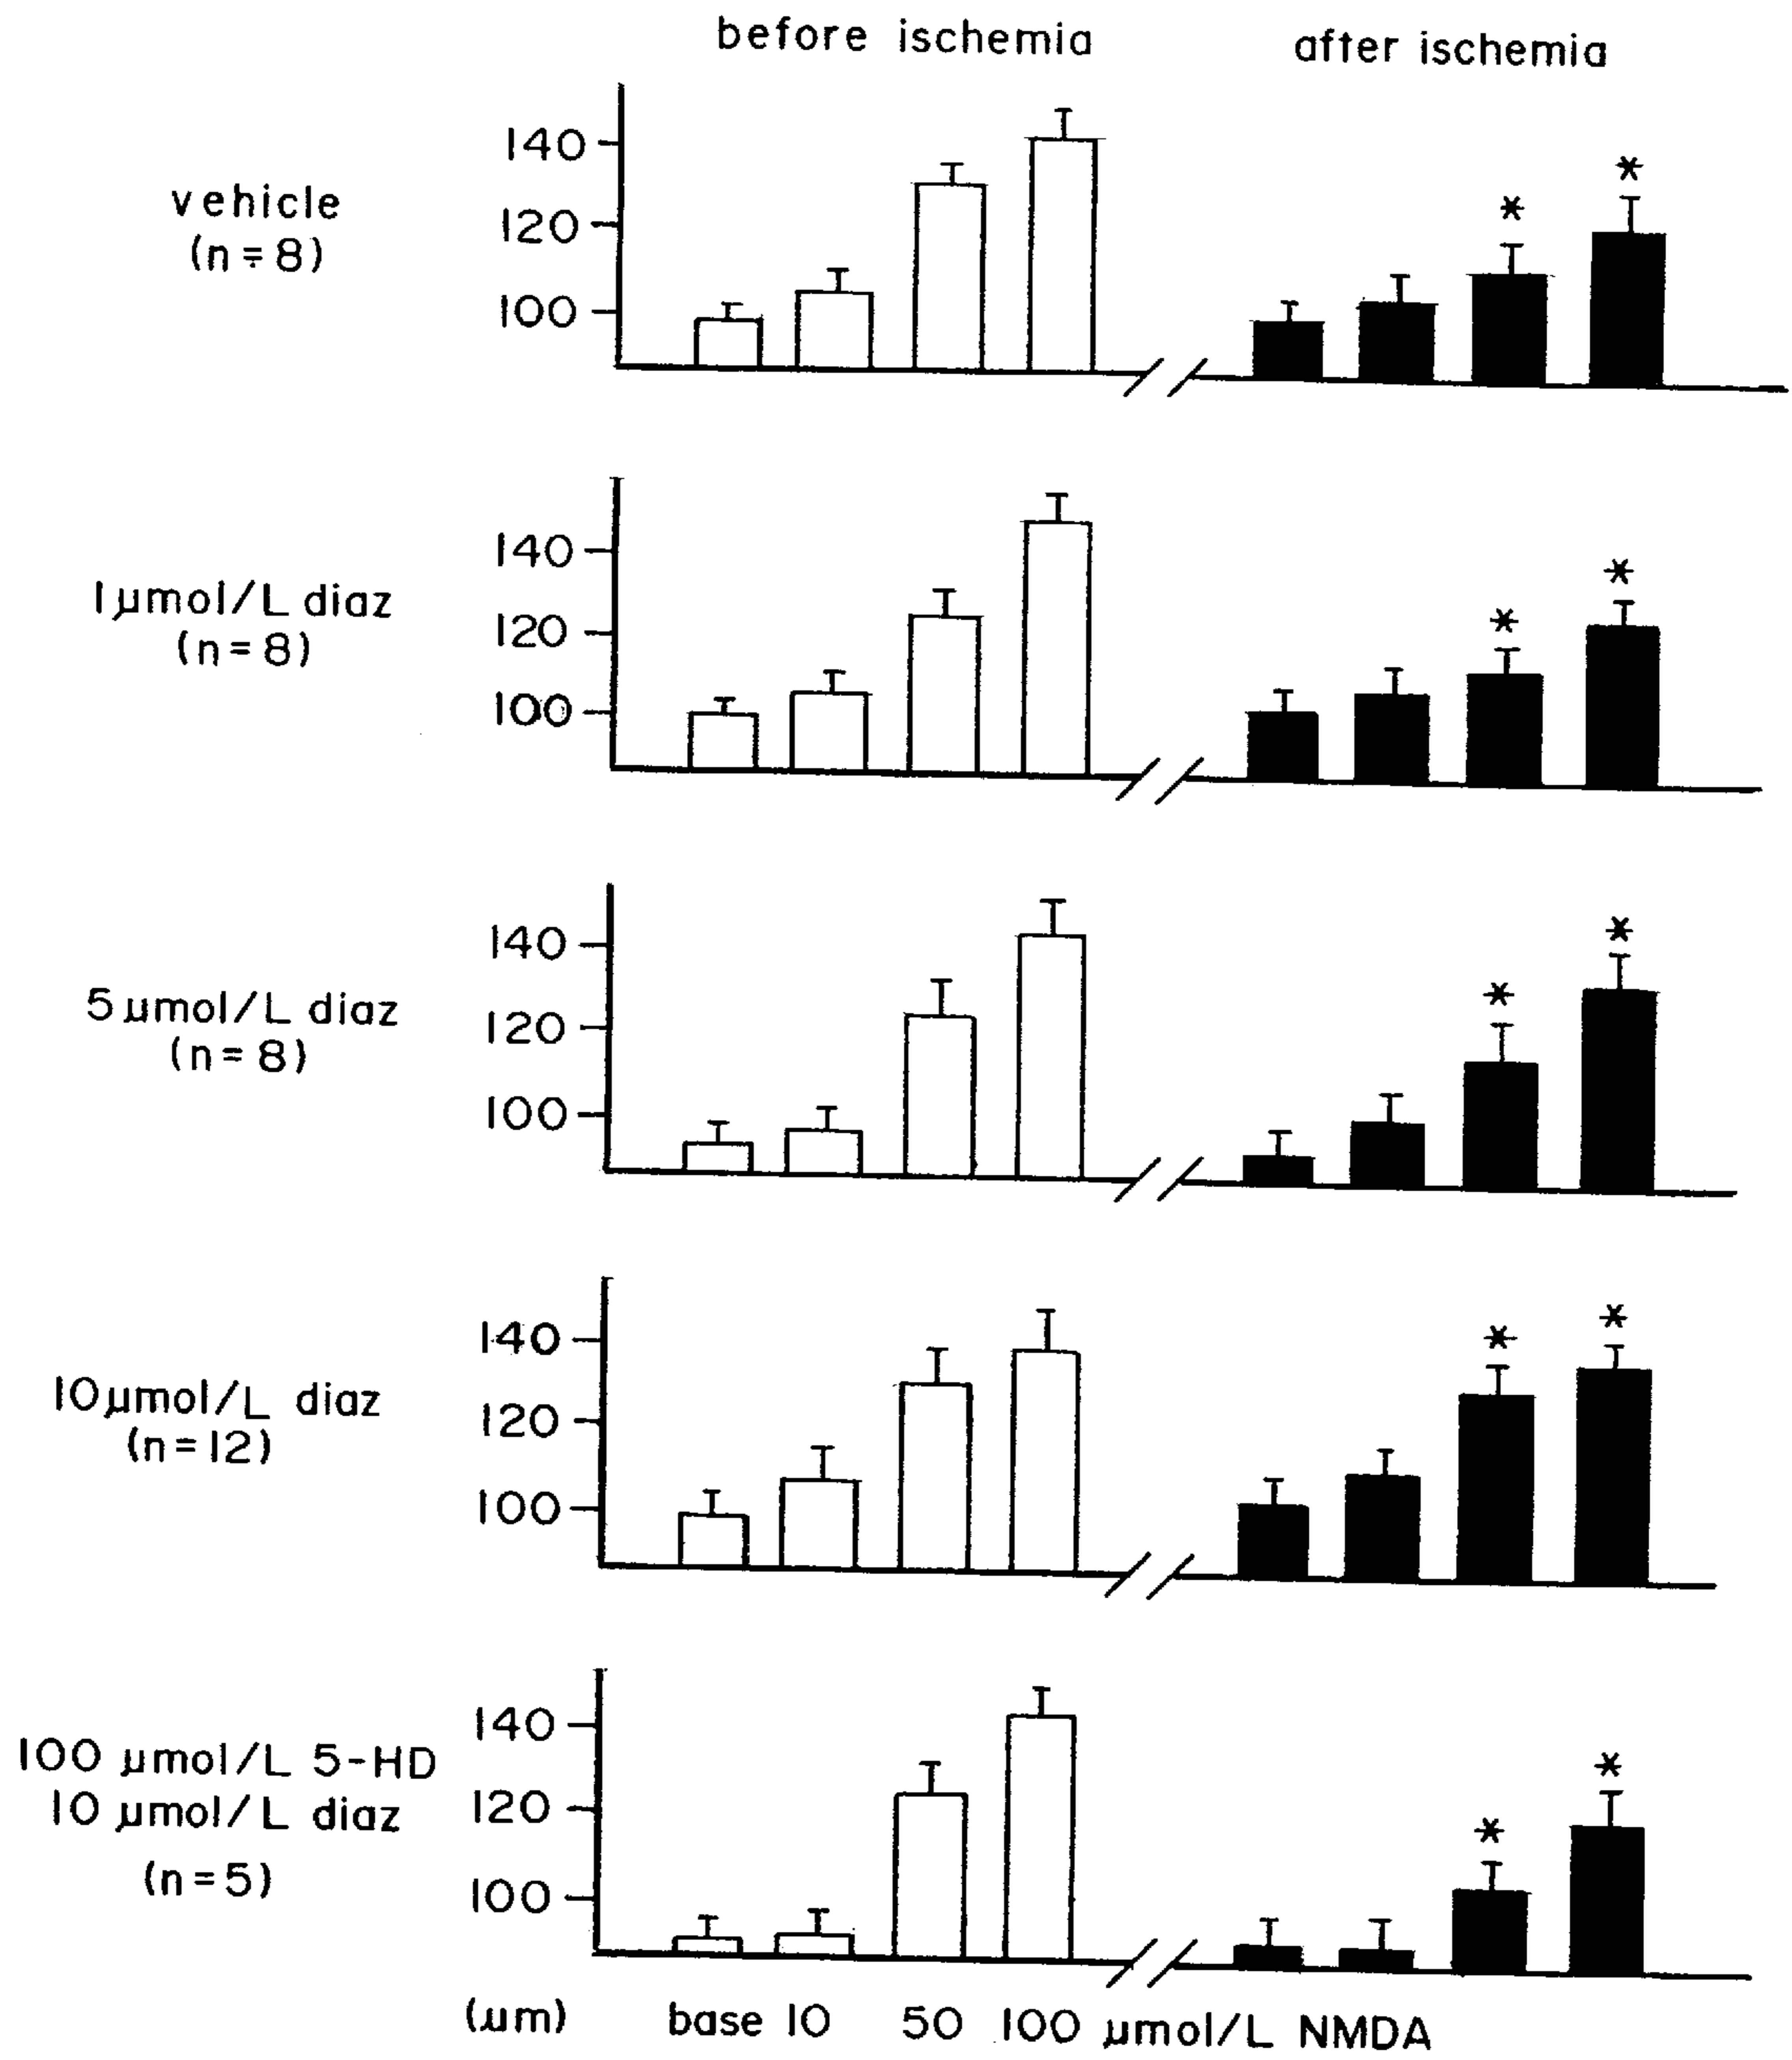 before ischemia
after ischemia
140
120
100
vehicle
(n=8)
*
*
140
120
100
1 µmol/L diaz
(n=8)
*
*
140
120
100
5 µmol/L diaz
(n=8)
*
*
140
120
100
10 µmol/L diaz
(n=12)
*
*
140
120
100
100 µmol/L 5-HD
10 µmol/L diaz
(n=5)
*
*
(µm) base 10 50 100 µmol/L NMDA